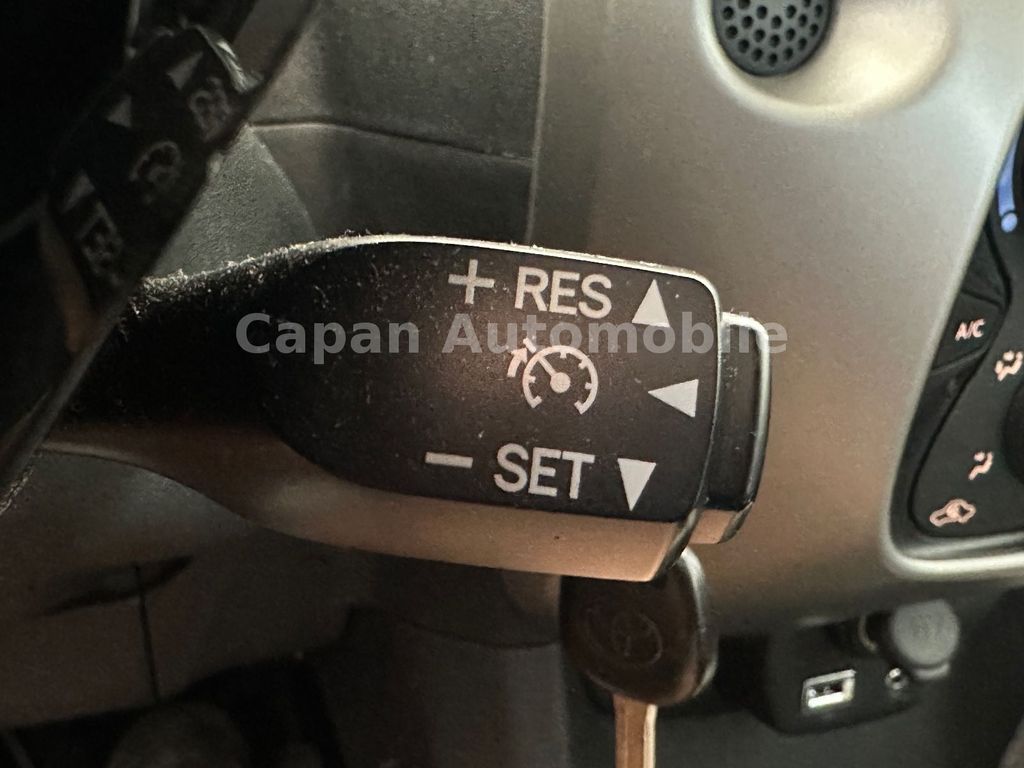 + RES
Capan Automobile
- SET
A/C